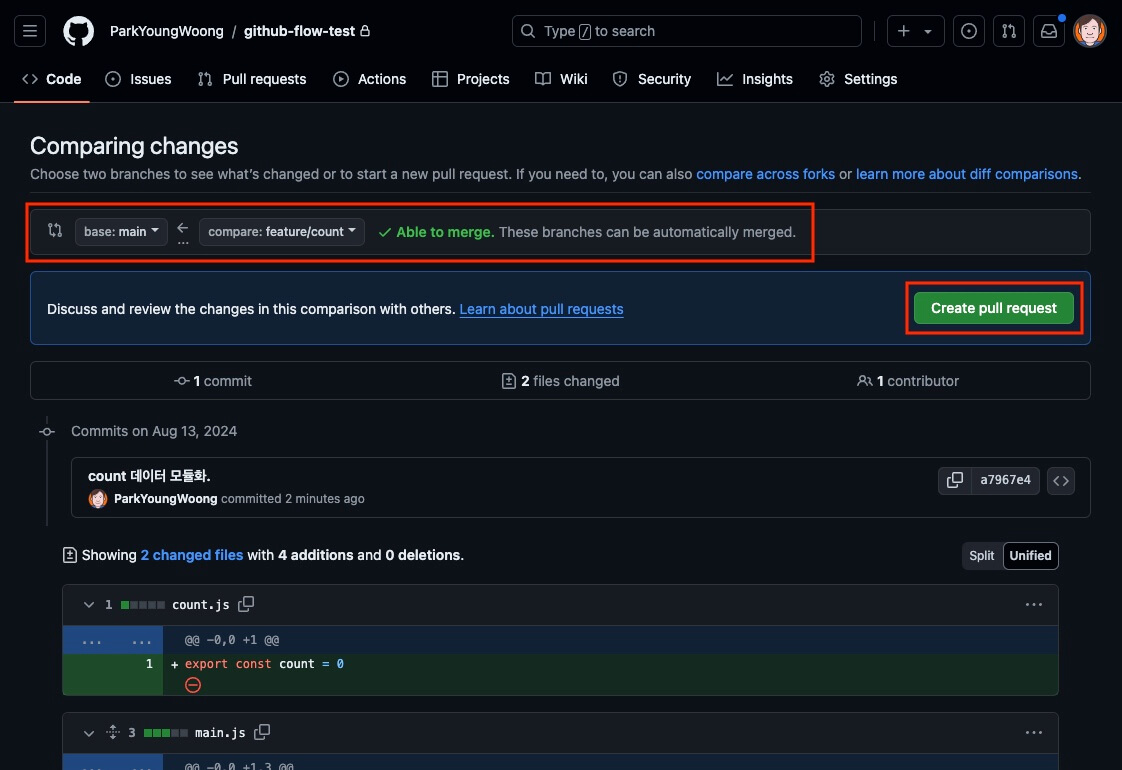 ParkYoungWoong / github-flow-test
Type / to search
Code Issues Pull requests Actions Projects Wiki Security Insights Settings
Comparing changes
Choose two branches to see what's changed or to start a new pull request. If you need to, you can also compare across forks or learn more about diff comparisons.
base: main ... compare: feature/count Able to merge. These branches can be automatically merged.
Discuss and review the changes in this comparison with others. Learn about pull requests Create pull request
1 commit 2 files changed 1 contributor
Commits on Aug 13, 2024
count 데이터 모듈화.
ParkYoungWoong committed 2 minutes ago a7967e4
Showing 2 changed files with 4 additions and 0 deletions. Split Unified
1 count.js ...
... ... @@ -0,0 +1 @@
1 + export const count = 0
3 main.js ...
... ... @@ -0,0 +1,3 @@